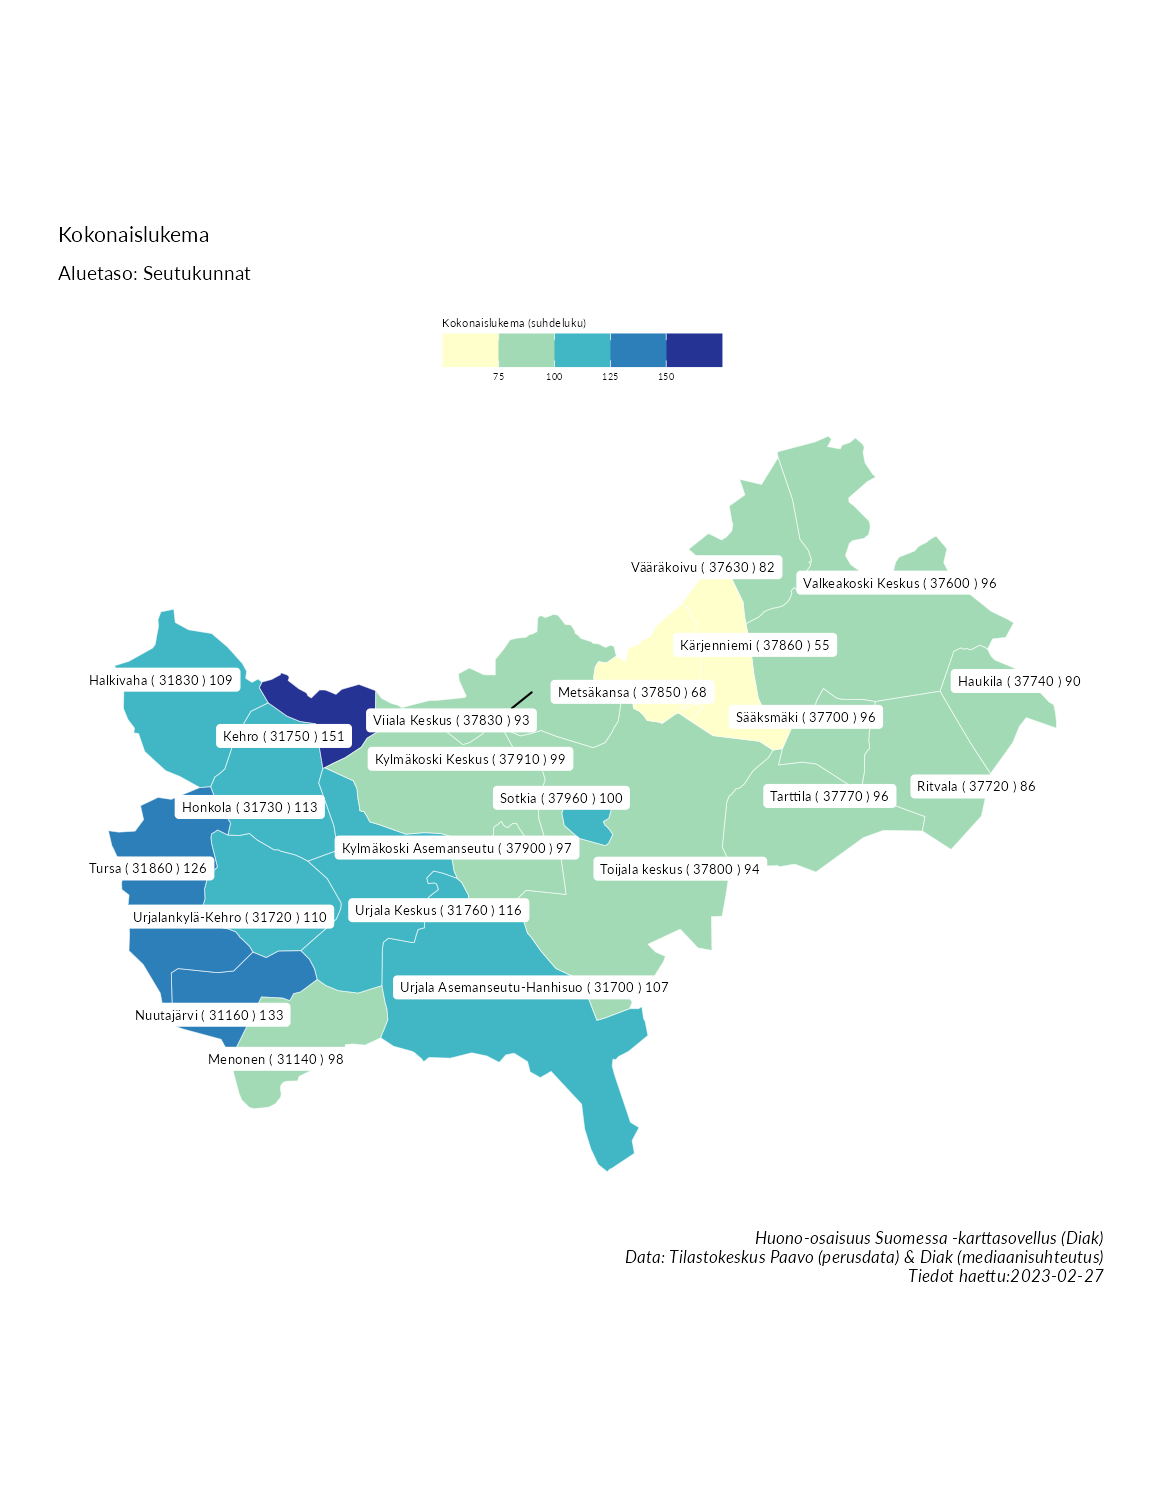 Kokonaislukema
Aluetaso: Seutukunnat
Kokonaislukema (suhdeluku)
75 100 125 150
Vääräkoivu ( 37630 ) 82
Valkeakoski Keskus ( 37600 ) 96
Kärjenniemi ( 37860 ) 55
Halkivaha ( 31830 ) 109
Haukila ( 37740 ) 90
Metsäkansa ( 37850 ) 68
Viiala Keskus ( 37830 ) 93
Sääksmäki ( 37700 ) 96
Kehro ( 31750 ) 151
Kylmäkoski Keskus ( 37910 ) 99
Ritvala ( 37720 ) 86
Tarttila ( 37770 ) 96
Sotkia ( 37960 ) 100
Honkola ( 31730 ) 113
Kylmäkoski Asemanseutu ( 37900 ) 97
Tursa ( 31860 ) 126
Toijala keskus ( 37800 ) 94
Urjala Keskus ( 31760 ) 116
Urjalankylä-Kehro ( 31720 ) 110
Urjala Asemanseutu-Hanhisuo ( 31700 ) 107
Nuutajärvi ( 31160 ) 133
Menonen ( 31140 ) 98
Huono-osaisuus Suomessa -karttasovellus (Diak)
Data: Tilastokeskus Paavo (perusdata) & Diak (mediaanisuhteutus)
Tiedot haettu:2023-02-27